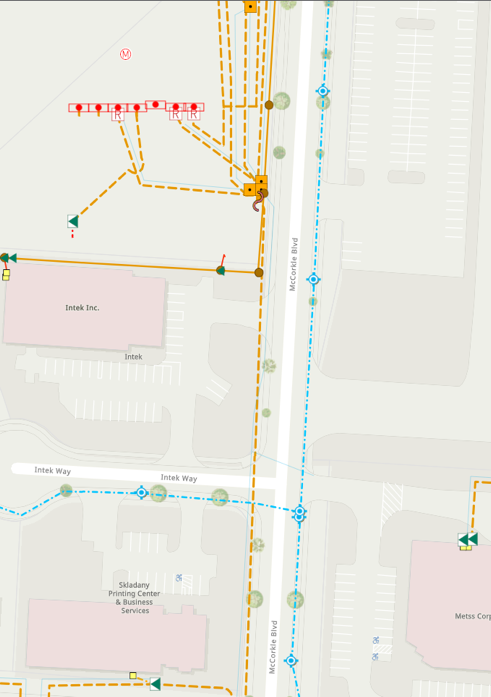 M
R
R
R
McCorkle Blvd
Intek Inc.
Intek
Intek Way
Intek Way
Skladany
Printing Center
& Business
Services
McCorkle Blvd
Metss Corp